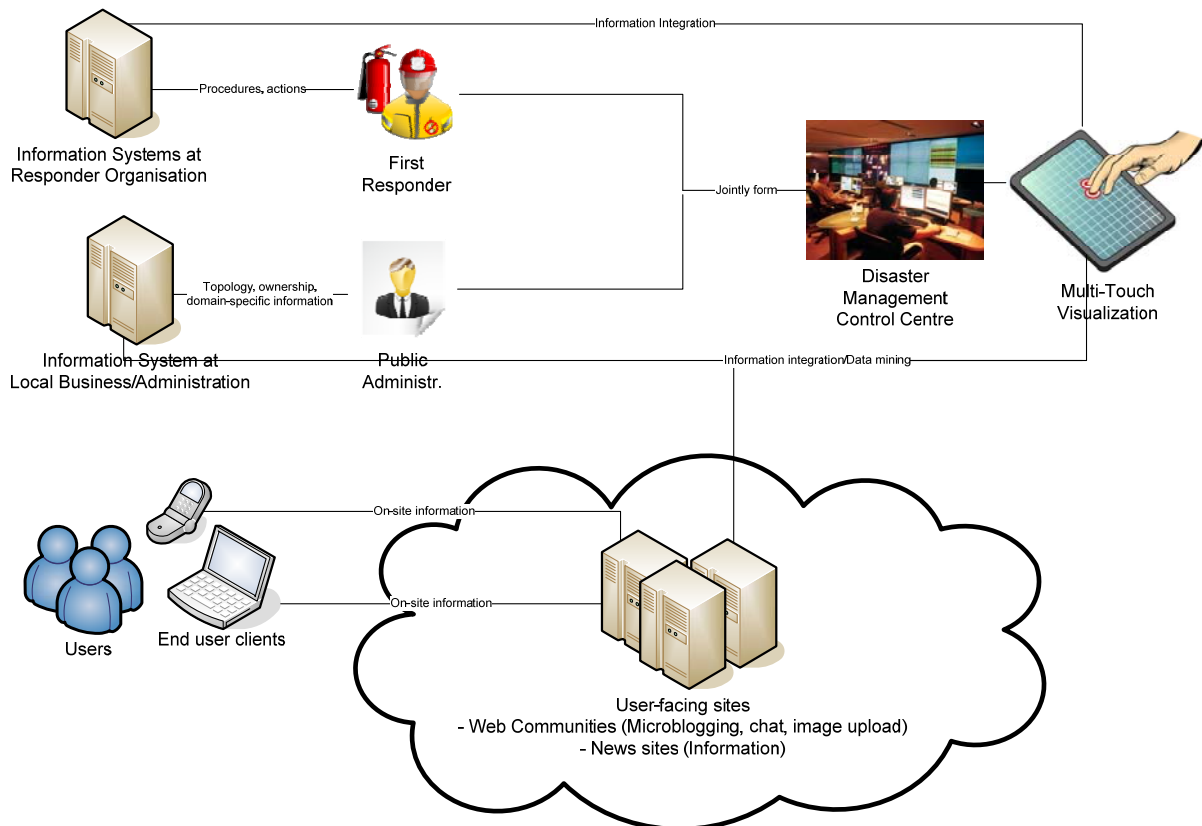 Information Integration
Procedures, actions
Information Systems at
Responder Organisation
First
Responder
Jointly form
Topology, ownership,
domain-specific information
Disaster
Management
Control Centre
Multi-Touch
Visualization
Information System at
Local Business/Administration
Public
Administr.
Information integration/Data mining
On-site information
On-site information
Users
End user clients
User-facing sites
- Web Communities (Microblogging, chat, image upload)
- News sites (Information)